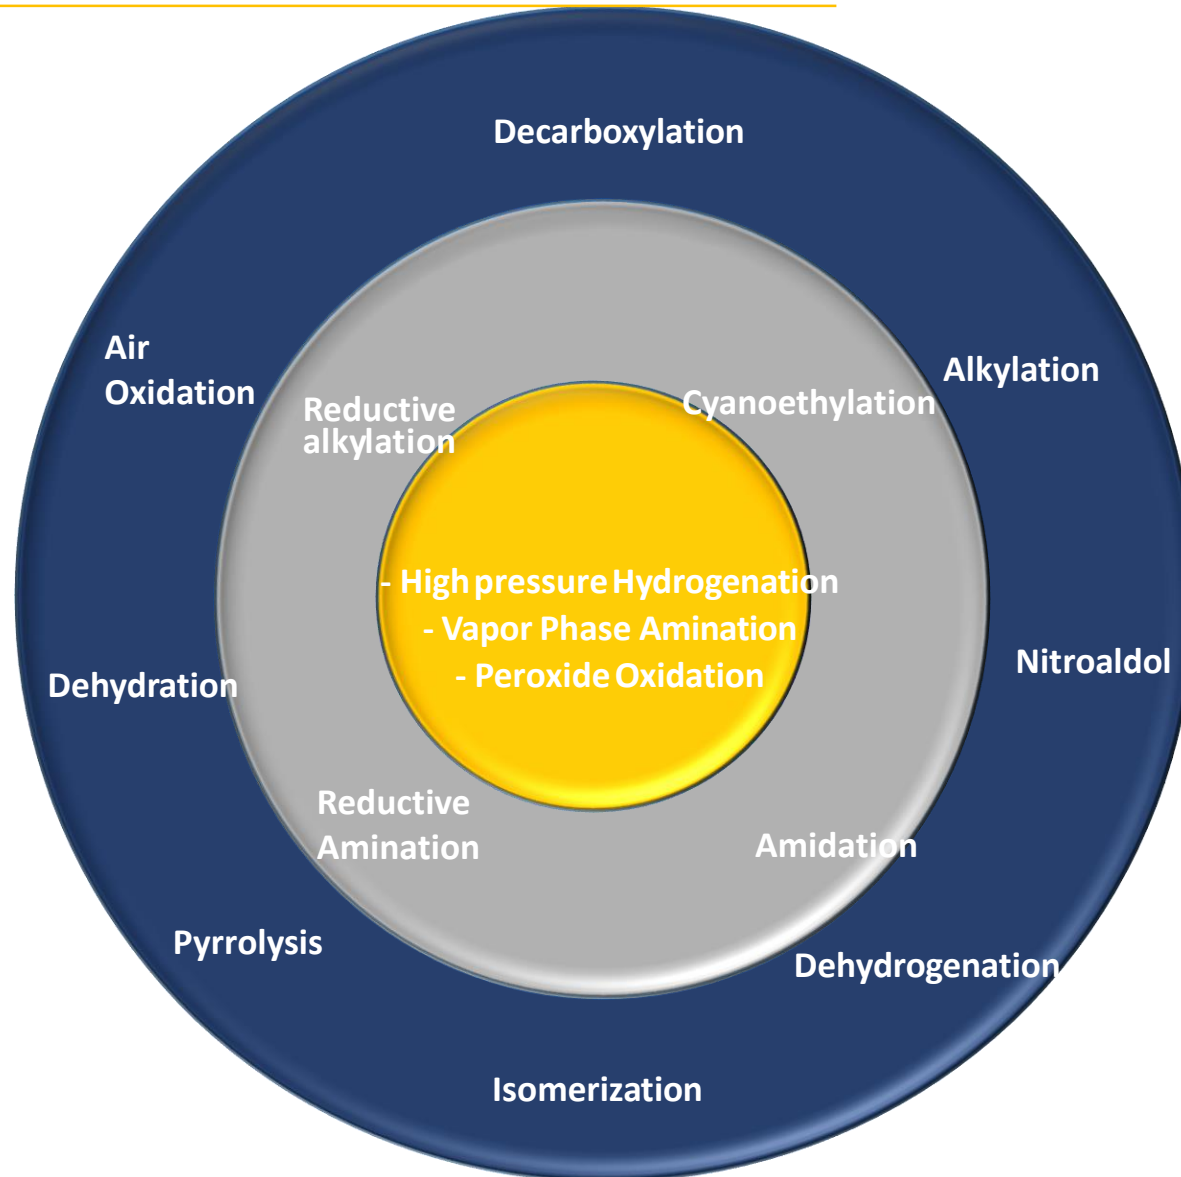 Decarboxylation
Air
Oxidation
Alkylation
Reductive
alkylation
Cyanoethylation
- High pressure Hydrogenation
- Vapor Phase Amination
- Peroxide Oxidation
Nitroaldol
Dehydration
Reductive
Amination
Amidation
Pyrrolysis
Dehydrogenation
Isomerization